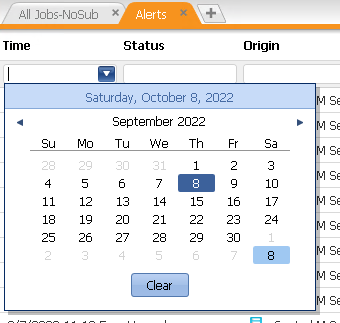 All Jobs-NoSub × Alerts ×
Time Status Origin
Saturday, October 8, 2022
M Se
September 2022
M Se
Su Mo Tu We Th Fr Sa
M Se
28 29 30 31 1 2 3
4 5 6 7 8 9 10
M Se
11 12 13 14 15 16 17
M Se
18 19 20 21 22 23 24
M Se
25 26 27 28 29 30 1
M Se
2 3 4 5 6 7 8
M Se
Clear
M Se